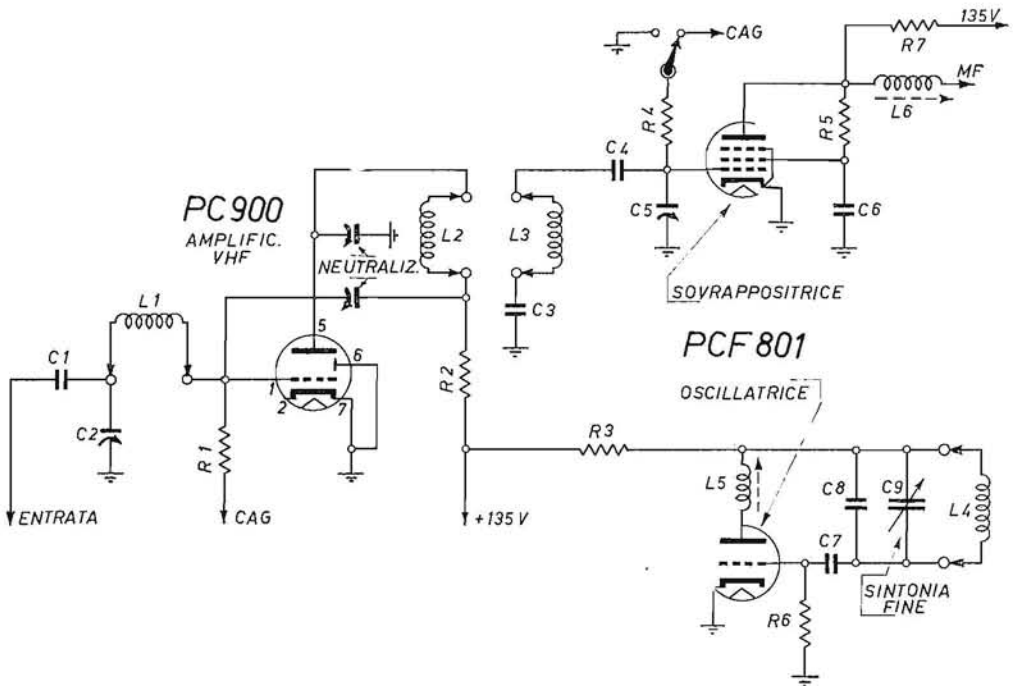 135V
R7
CAG
MF
L6
R4
R5
C4
C5
C6
PC900
AMPLIFIC.
VHF
L2
L3
NEUTRALIZ.
SOVRAPPOSITRICE
C3
L1
5
6
C1
1
2
7
C2
R1
R2
PCF801
OSCILLATRICE
R3
L5
C8
C9
L4
ENTRATA
CAG
+135V
C7
SINTONIA
FINE
R6